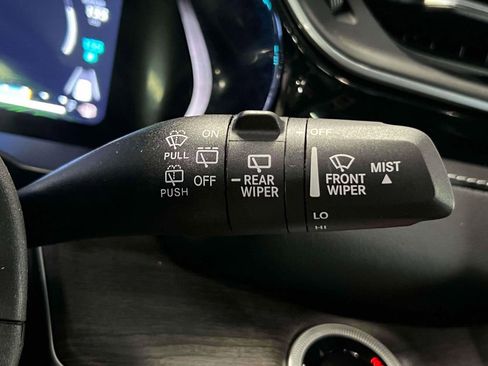 ON
PULL
OFF
PUSH
REAR
WIPER
OFF
FRONT
WIPER
MIST
LO
HI